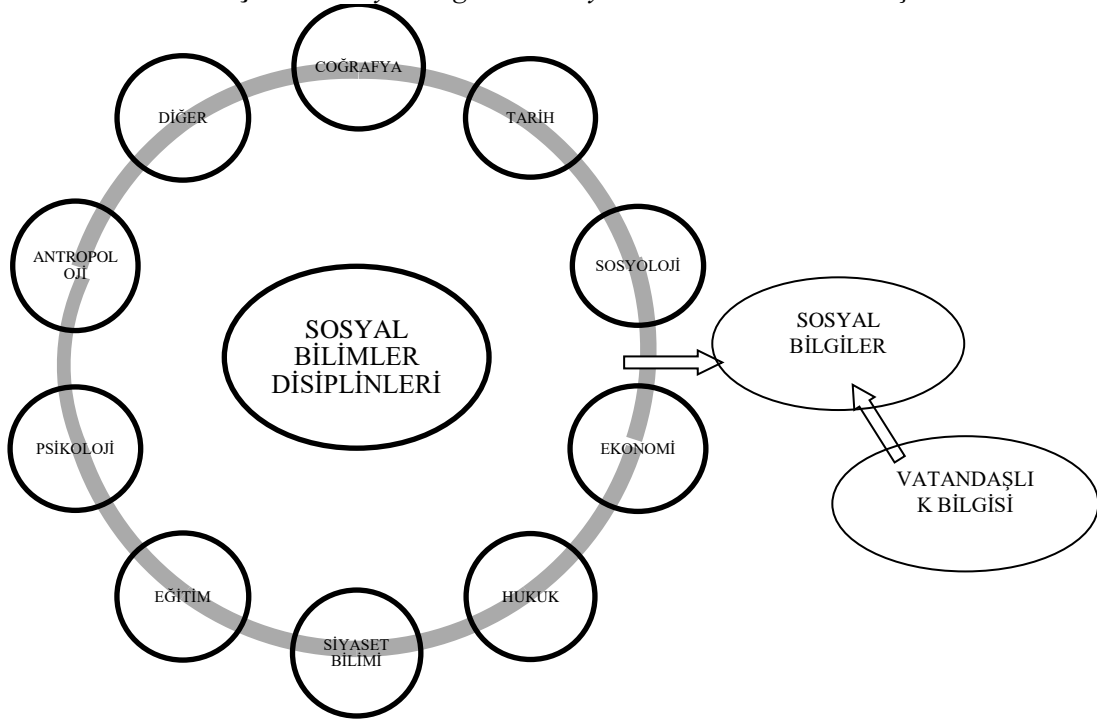 COĞRAFYA
TARİH
SOSYOLOJİ
EKONOMİ
HUKUK
SİYASET
BİLİMİ
EĞİTİM
PSİKOLOJİ
ANTROPOL
OJİ
DİĞER
SOSYAL
BİLİMLER
DİSİPLİNLERİ
SOSYAL
BİLGİLER
VATANDAŞLI
K BİLGİSİ